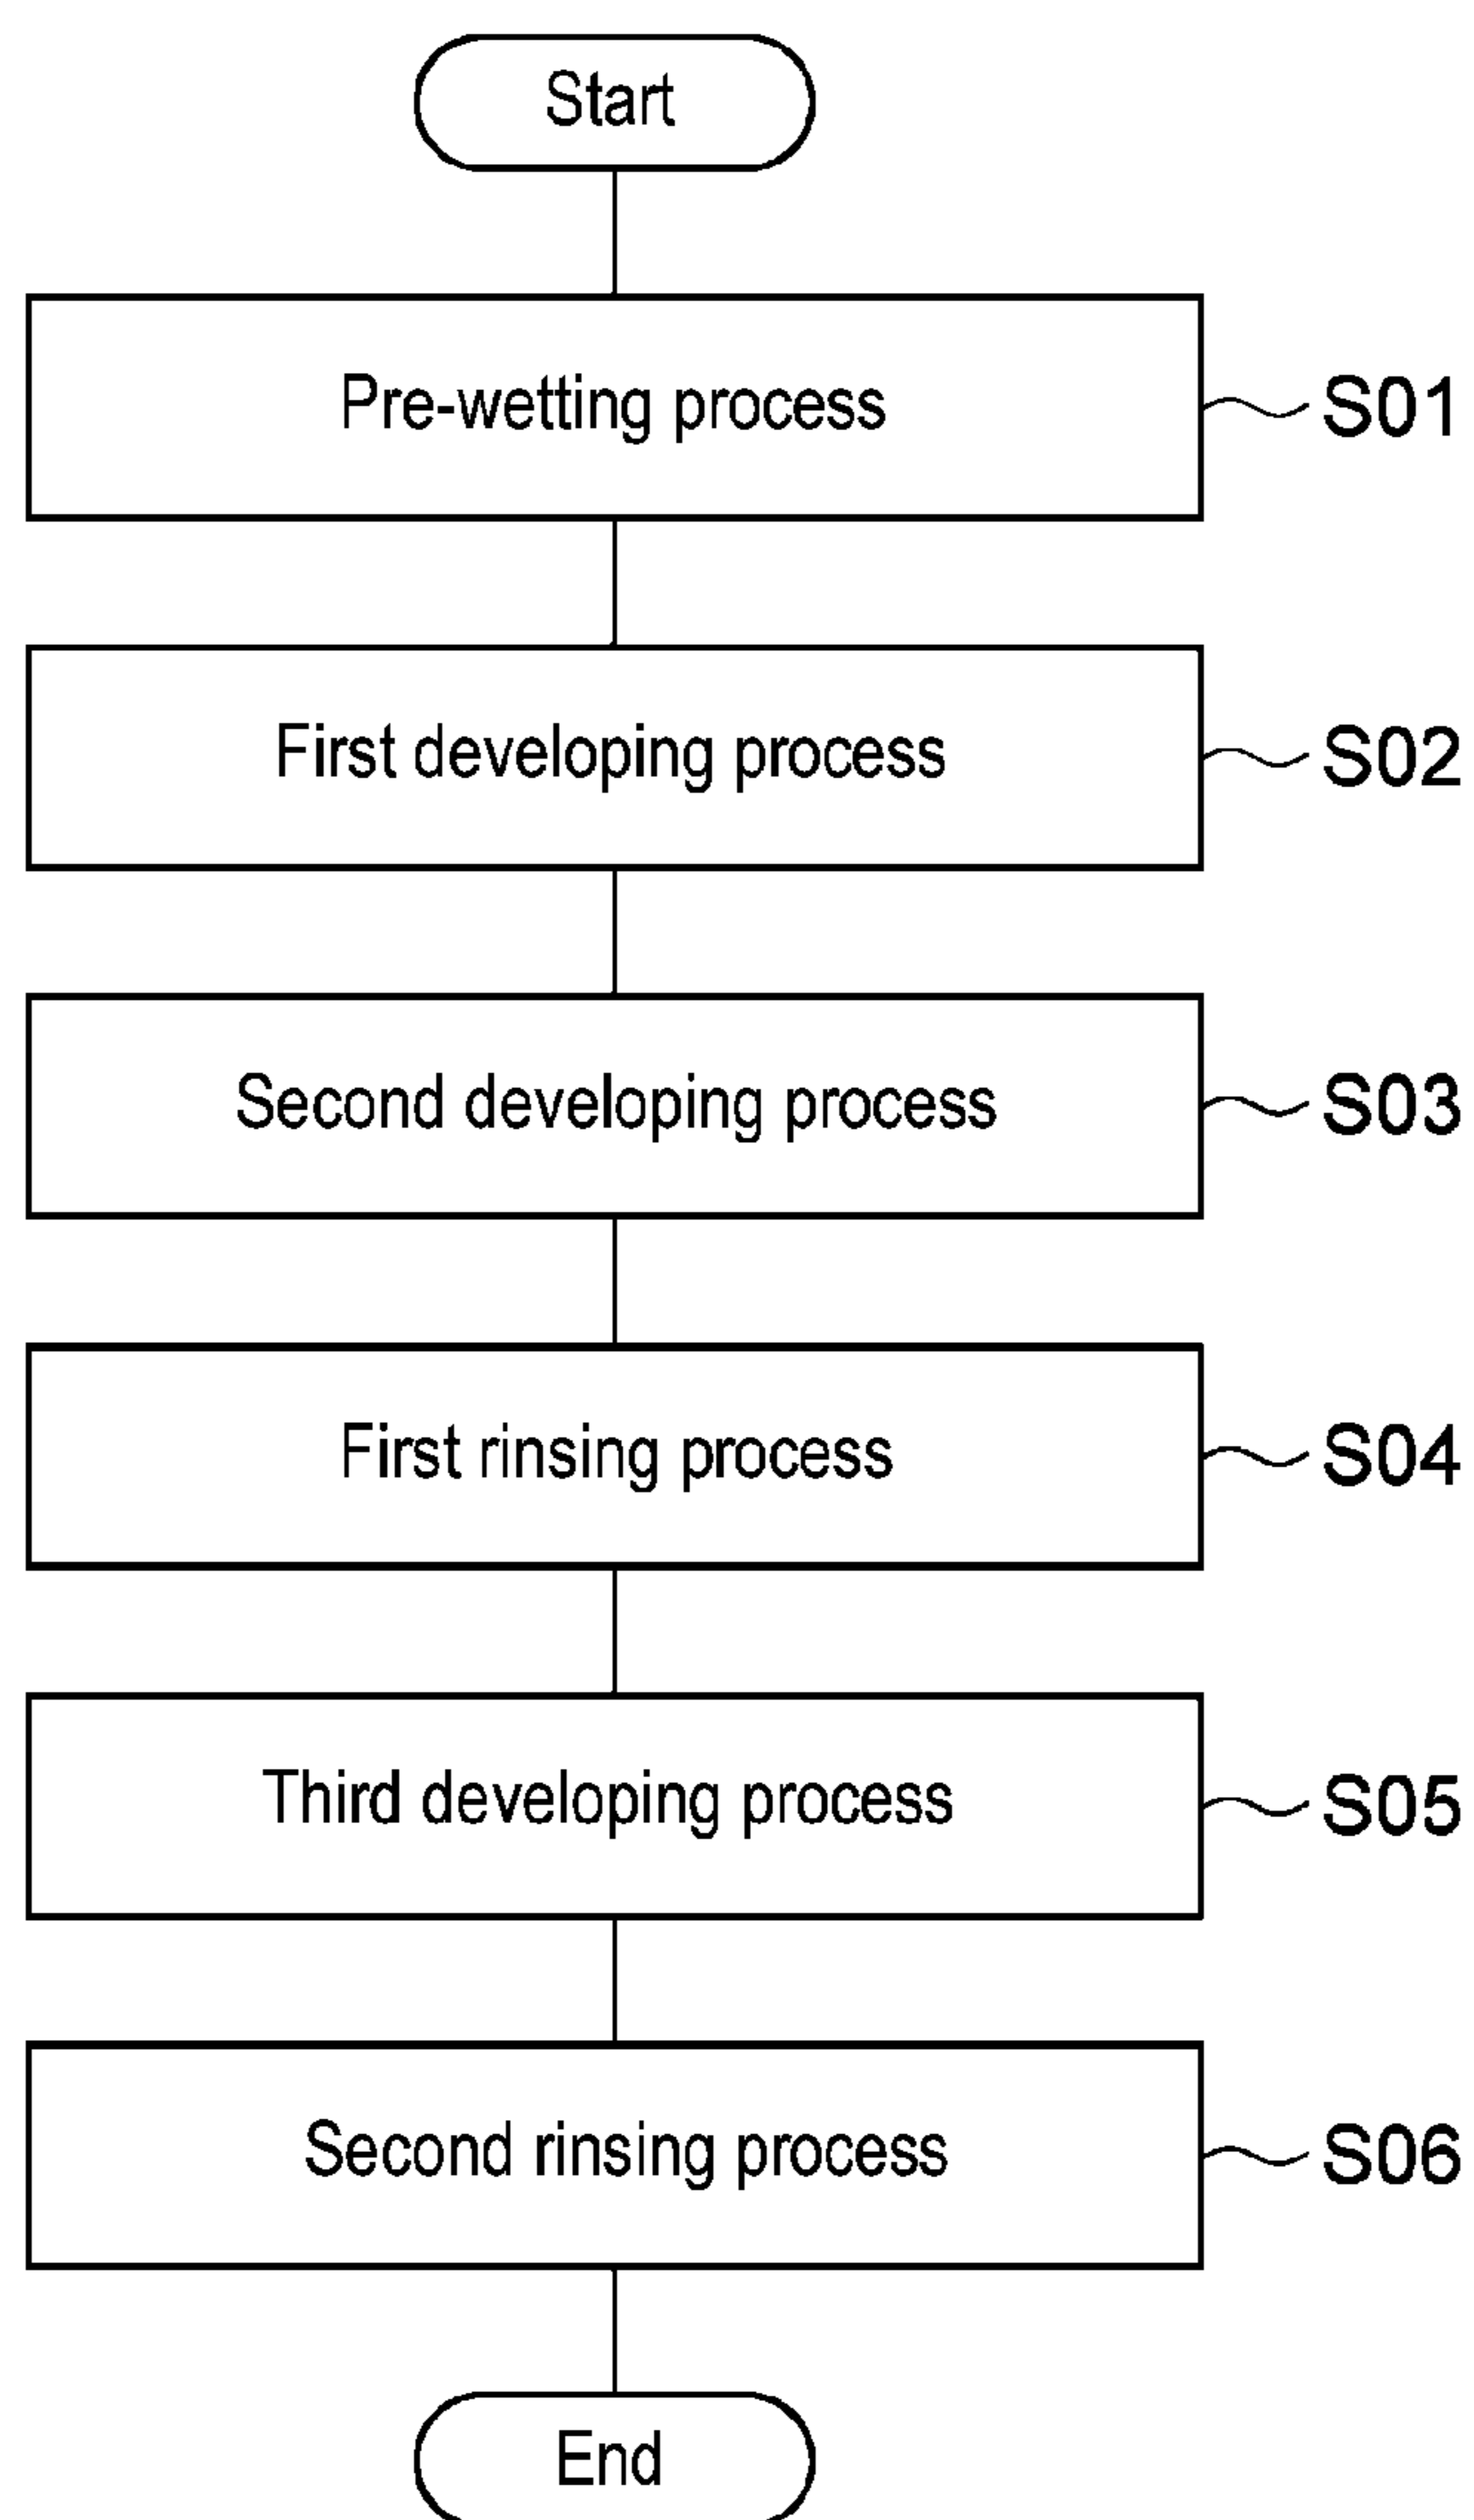 Start
Pre-wetting process
S01
First developing process
S02
Second developing process
S03
First rinsing process
S04
Third developing process
S05
Second rinsing process
S06
End